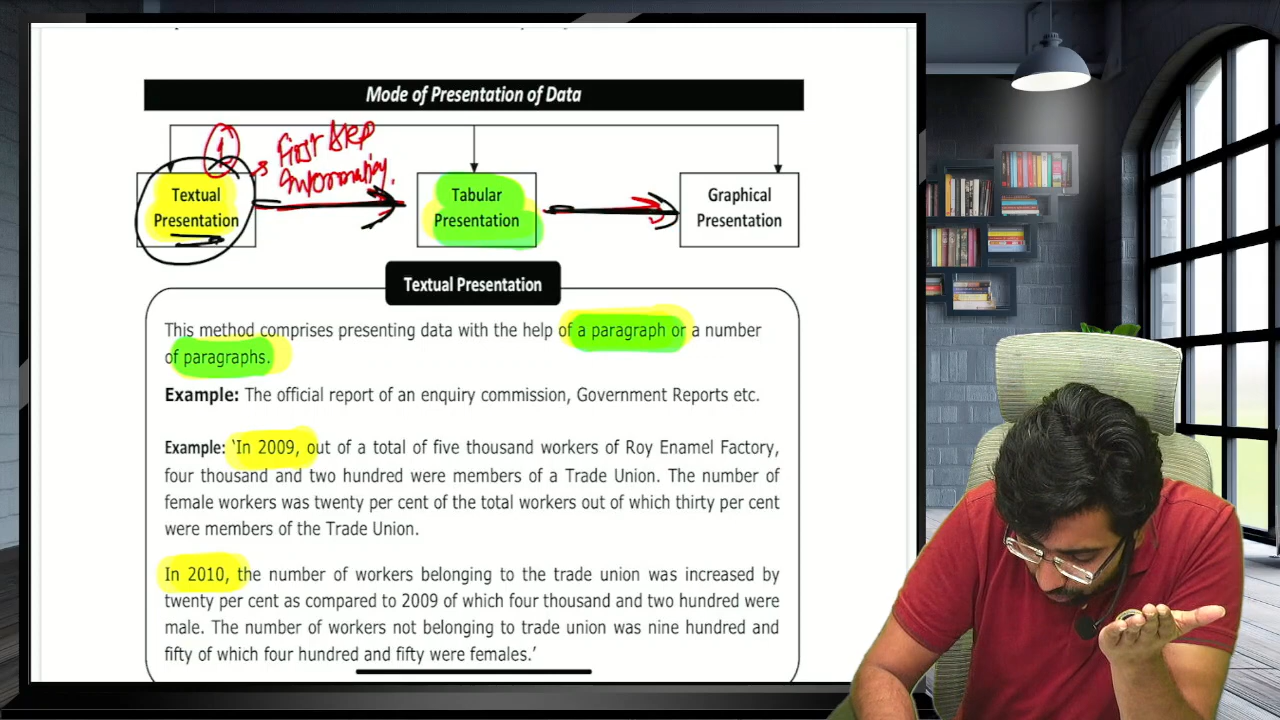 Mode of Presentation of Data
1
First step
information.
Textual
Presentation
Tabular
Presentation
Graphical
Presentation
Textual Presentation
This method comprises presenting data with the help of a paragraph or a number
of paragraphs.
Example: The official report of an enquiry commission, Government Reports etc.
Example: ‘In 2009, out of a total of five thousand workers of Roy Enamel Factory,
four thousand and two hundred were members of a Trade Union. The number of
female workers was twenty per cent of the total workers out of which thirty per cent
were members of the Trade Union.
In 2010, the number of workers belonging to the trade union was increased by
twenty per cent as compared to 2009 of which four thousand and two hundred were
male. The number of workers not belonging to trade union was nine hundred and
fifty of which four hundred and fifty were females.’